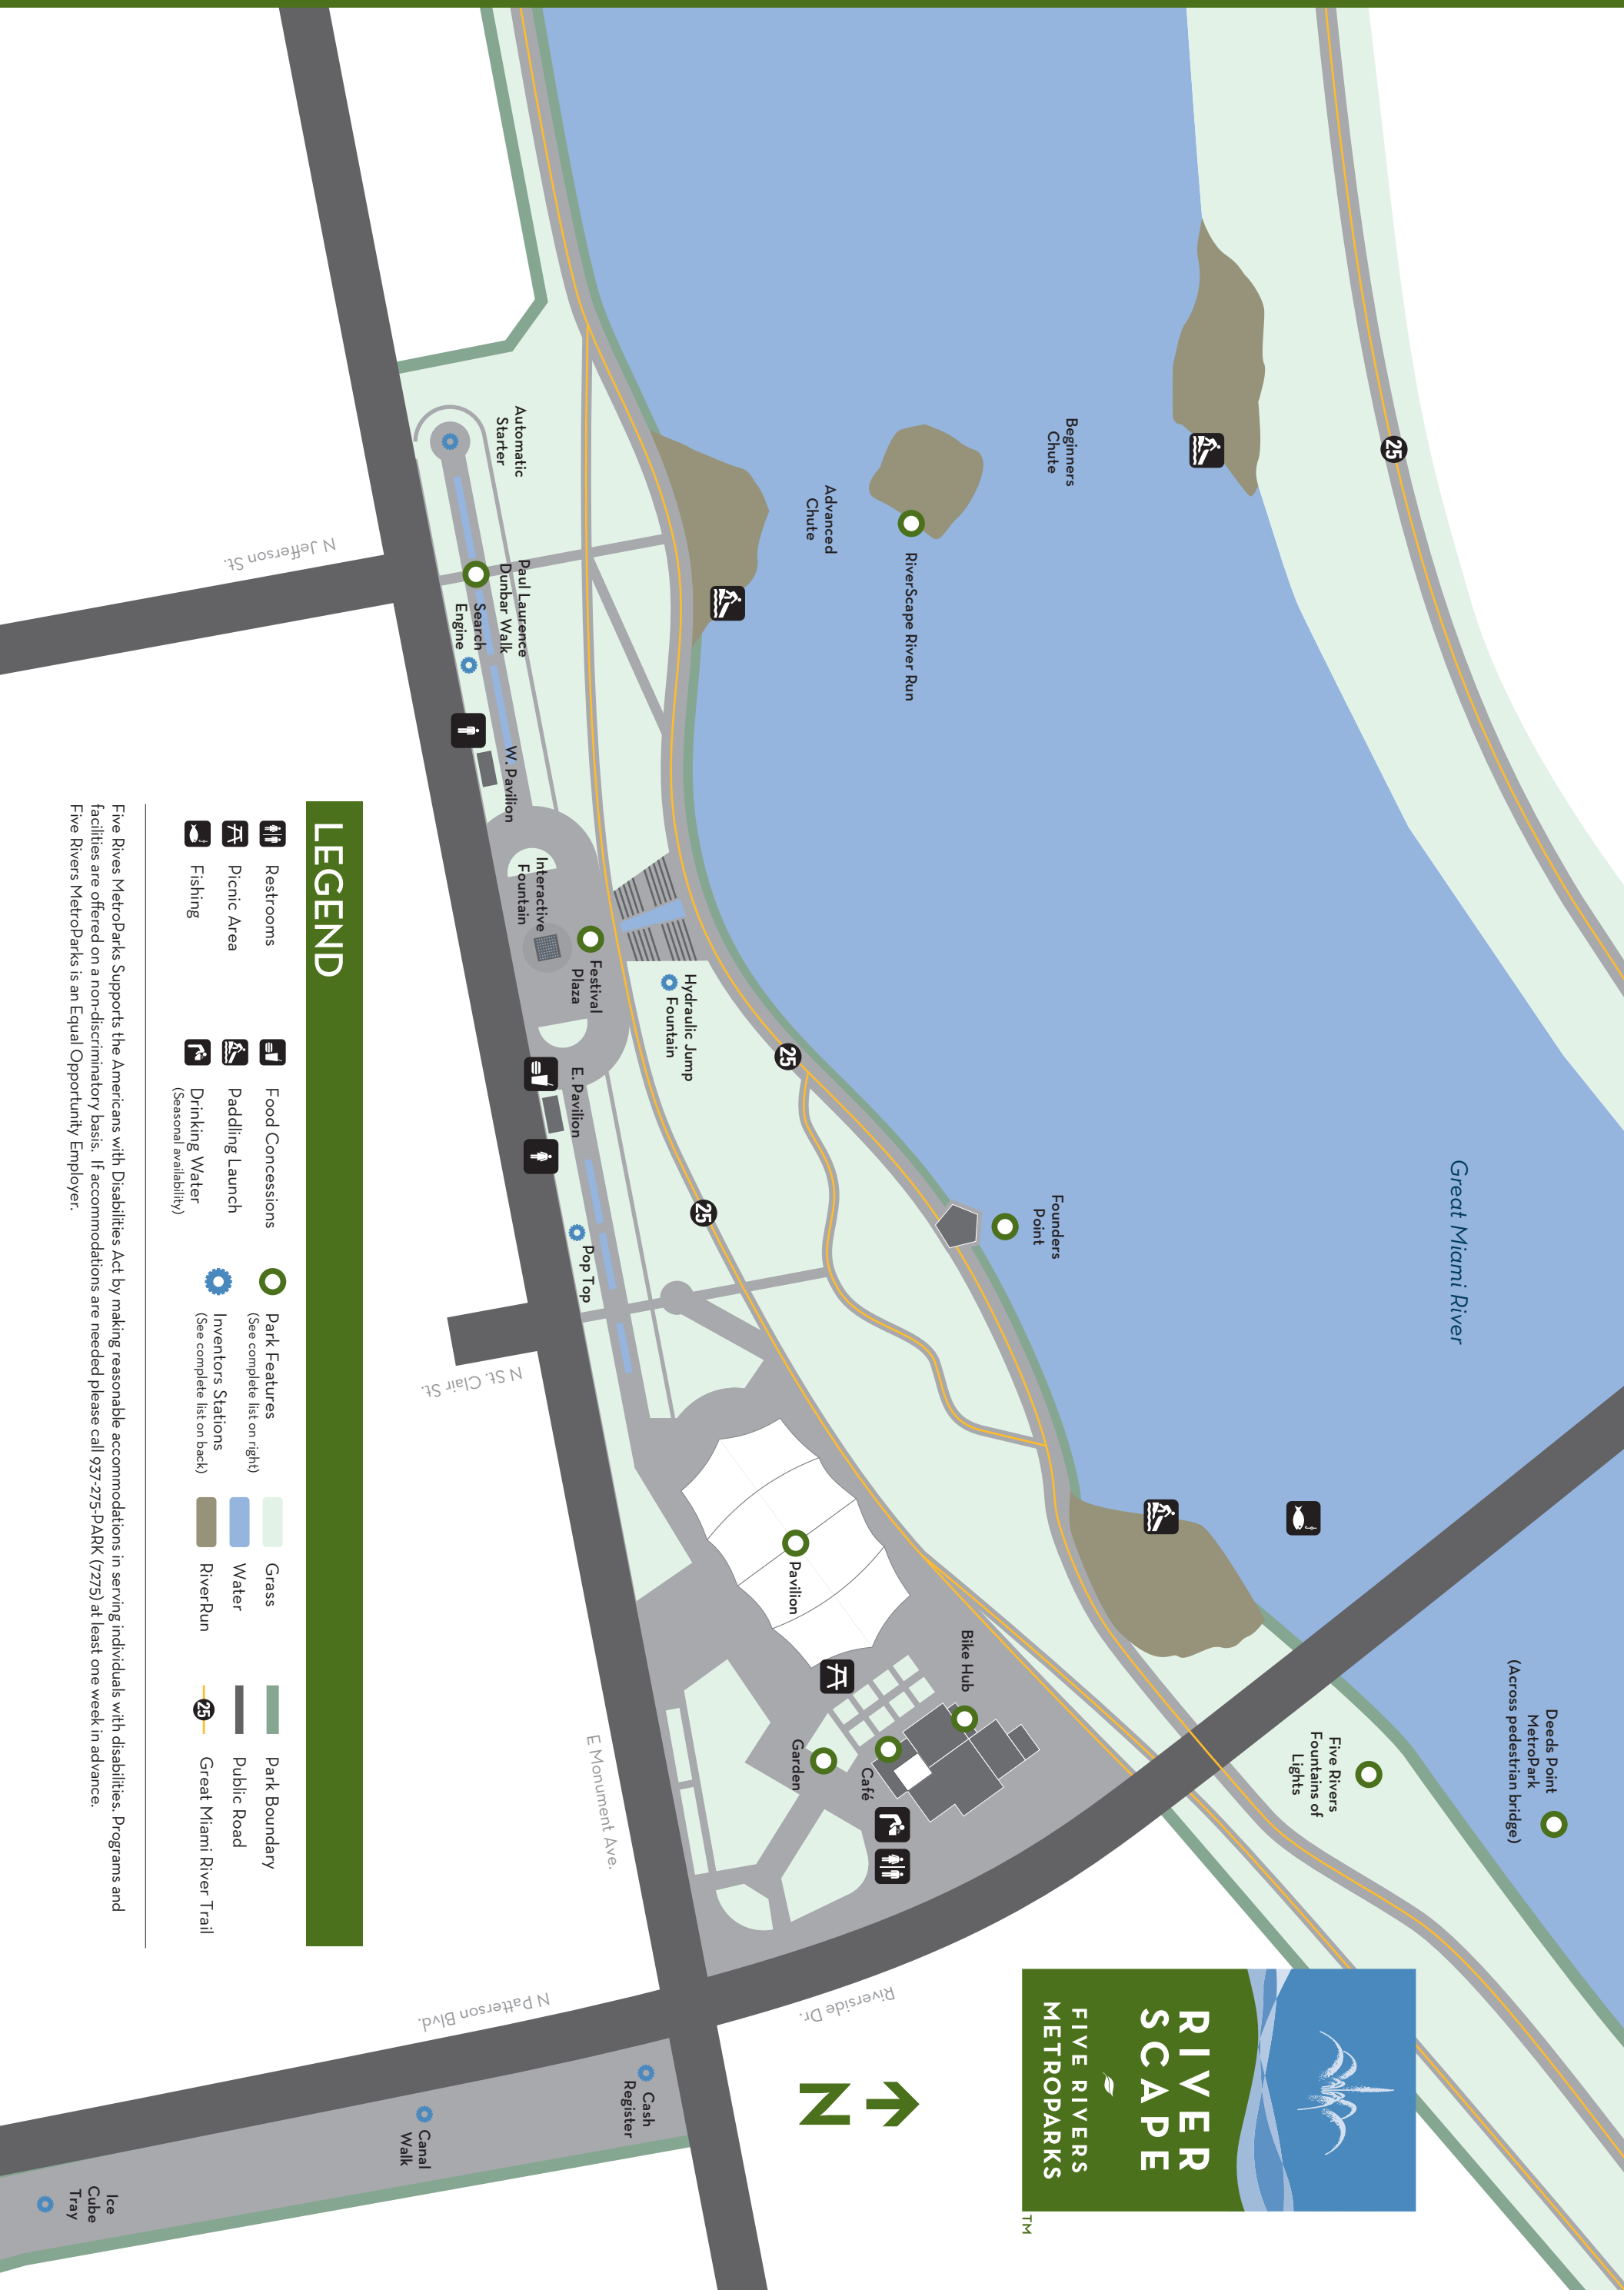 RIVER
SCAPE
FIVE RIVERS
METROPARKS
TM
N
Deeds Point
MetroPark
(Across pedestrian bridge)
Five Rivers
Fountains of
Lights
Great Miami River
25
Beginners
Chute
RiverScape River Run
Advanced
Chute
Founders
Point
25
25
Hydraulic Jump
Fountain
Bike Hub
Café
Garden
Pavilion
Automatic
Starter
Paul Laurence
Dunbar Walk
Search
Engine
W. Pavilion
Interactive
Fountain
Festival
Plaza
E. Pavilion
Pop Top
N Jefferson St.
N St. Clair St.
E Monument Ave.
Riverside Dr.
N Patterson Blvd.
Cash
Register
Canal
Walk
Ice
Cube
Tray
LEGEND
Restrooms
Picnic Area
Fishing
Food Concessions
Paddling Launch
Drinking Water
(Seasonal availability)
Park Features
(See complete list on right)
Inventors Stations
(See complete list on back)
Grass
Water
RiverRun
Park Boundary
Public Road
25 Great Miami River Trail
Five Rives MetroParks Supports the Americans with Disabilities Act by making reasonable accommodations in serving individuals with disabilities. Programs and
facilities are offered on a non-discriminatory basis. If accommodations are needed please call 937-275-PARK (7275) at least one week in advance.
Five Rivers MetroParks is an Equal Opportunity Employer.